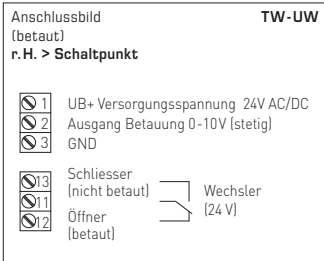 Anschlussbild TW-UW
(betaut)
r. H. > Schaltpunkt
1 UB+ Versorgungsspannung 24V AC/DC
2 Ausgang Betauung 0-10V (stetig)
3 GND
13 Schliesser
(nicht betaut)
11 Wechsler
(24 V)
12 Öffner
(betaut)